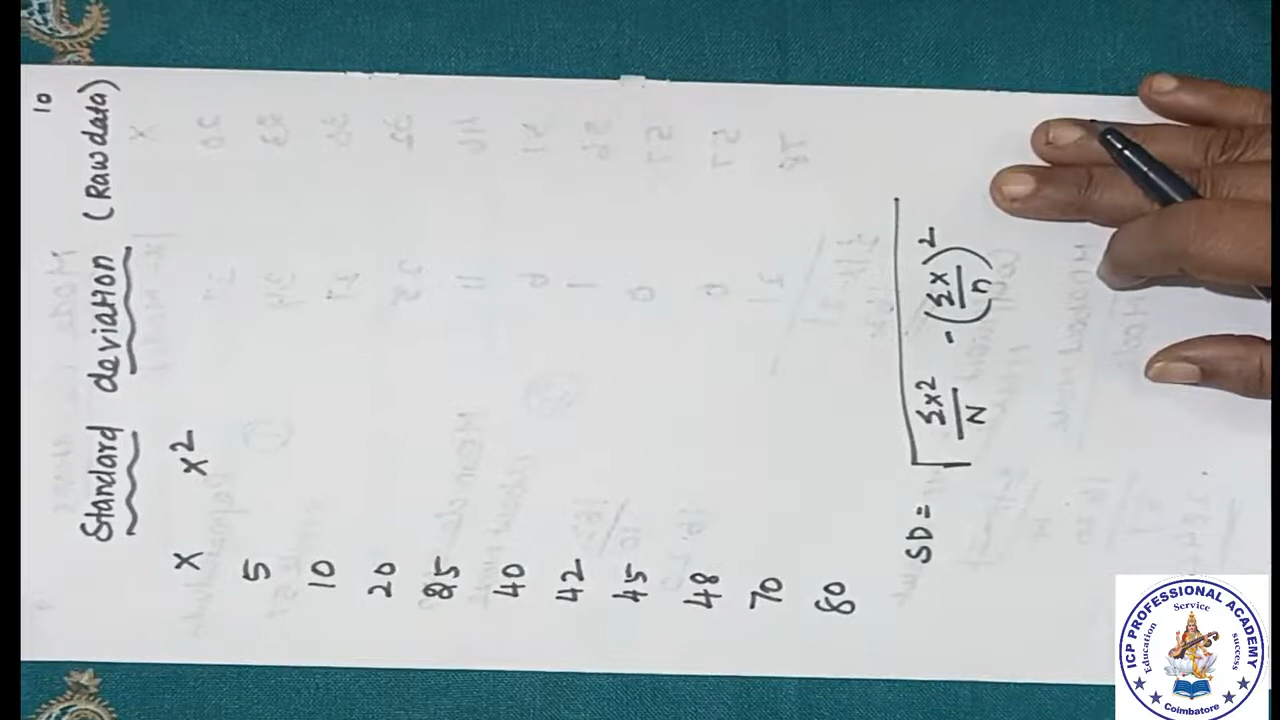 10
Standard deviation (Raw data)
X X2
5
10
20
25
40
42
45
48
70
80
SD = √ Σx2/N - (Σx/n)2
ICP PROFESSIONAL ACADEMY
Service
Education
success
Coimbatore